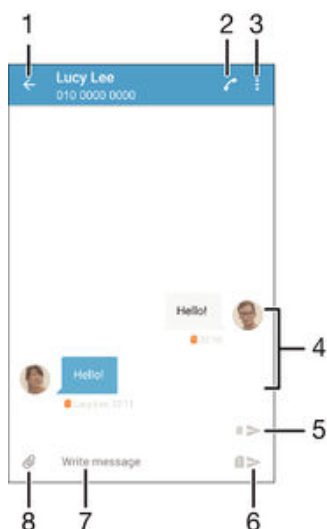 1 2 3
Lucy Lee
010 0000 0000
Hello!
4
Hello!
5
Write message
8 7 6